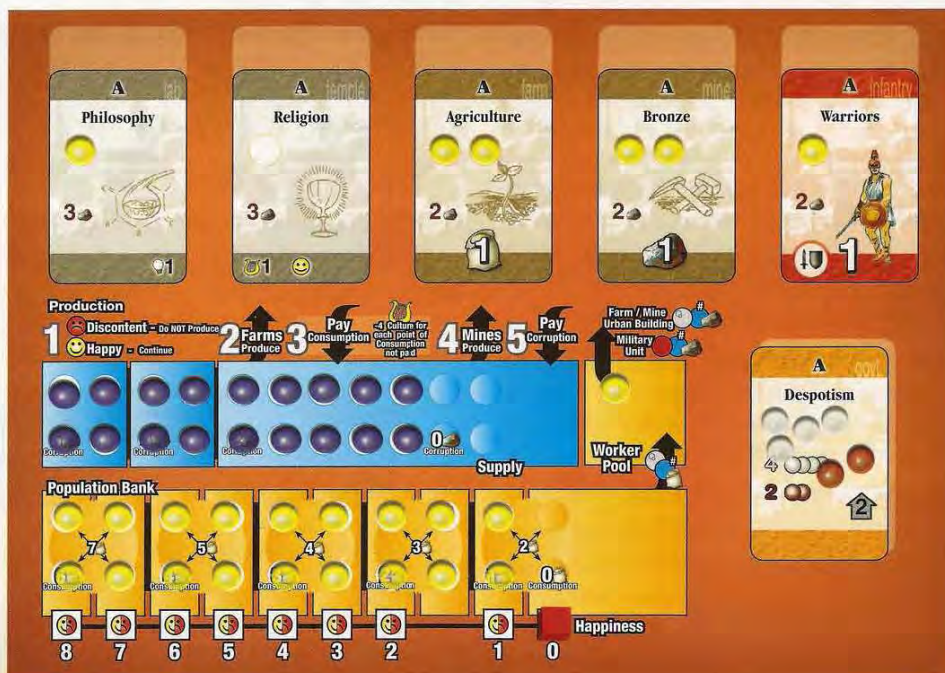 A lab
Philosophy
3
1
A temple
Religion
3
1
A farm
Agriculture
2
1
A mine
Bronze
2
1
A infantry
Warriors
2
1
Production
1 Discontent - Do NOT Produce
Happy - Continue
2 Farms
Produce
3 Pay
Consumption
-4 Culture for
each point of
Consumption
not paid
4 Mines
Produce
5 Pay
Corruption
Farm / Mine
Urban Building
#
Military
Unit
#
Corruption
Corruption
Corruption
0
Corruption
Supply
Worker
Pool
#
A govt
Despotism
4
2
2
Population Bank
7
5
4
3
2
Consumption
Consumption
Consumption
Consumption
Consumption
0
Consumption
8 7 6 5 4 3 2 1 0
Happiness